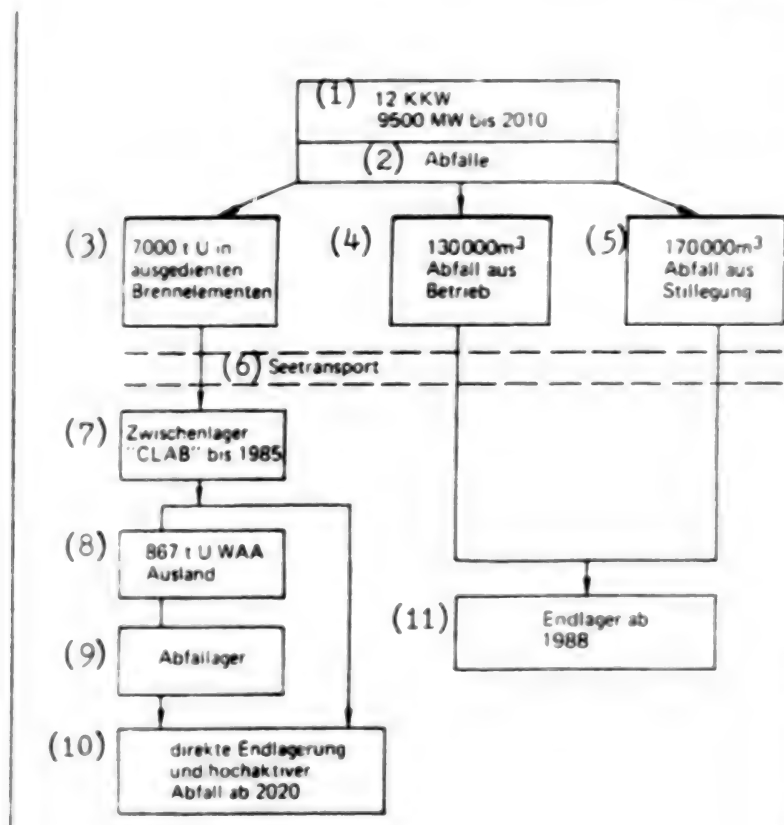 (1) 12 KKW
9500 MW bis 2010
(2) Abfälle
(3) 7000 t U in
ausgedienten
Brennelementen
(4) 130000m³
Abfall aus
Betrieb
(5) 170000m³
Abfall aus
Stillegung
(6) Seetransport
(7) Zwischenlager
"CLAB" bis 1985
(8) 867 t U WAA
Ausland
(9) Abfallager
(10) direkte Endlagerung
und hochaktiver
Abfall ab 2020
(11) Endlager ab
1988